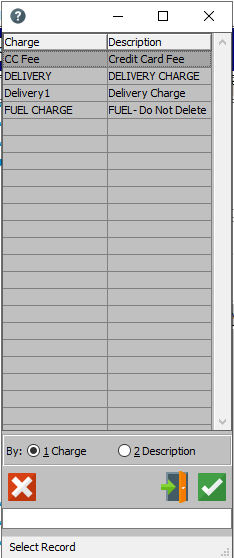 Charge Description
CC Fee Credit Card Fee
DELIVERY DELIVERY CHARGE
Delivery1 Delivery Charge
FUEL CHARGE FUEL- Do Not Delete
By: 1 Charge 2 Description
Select Record